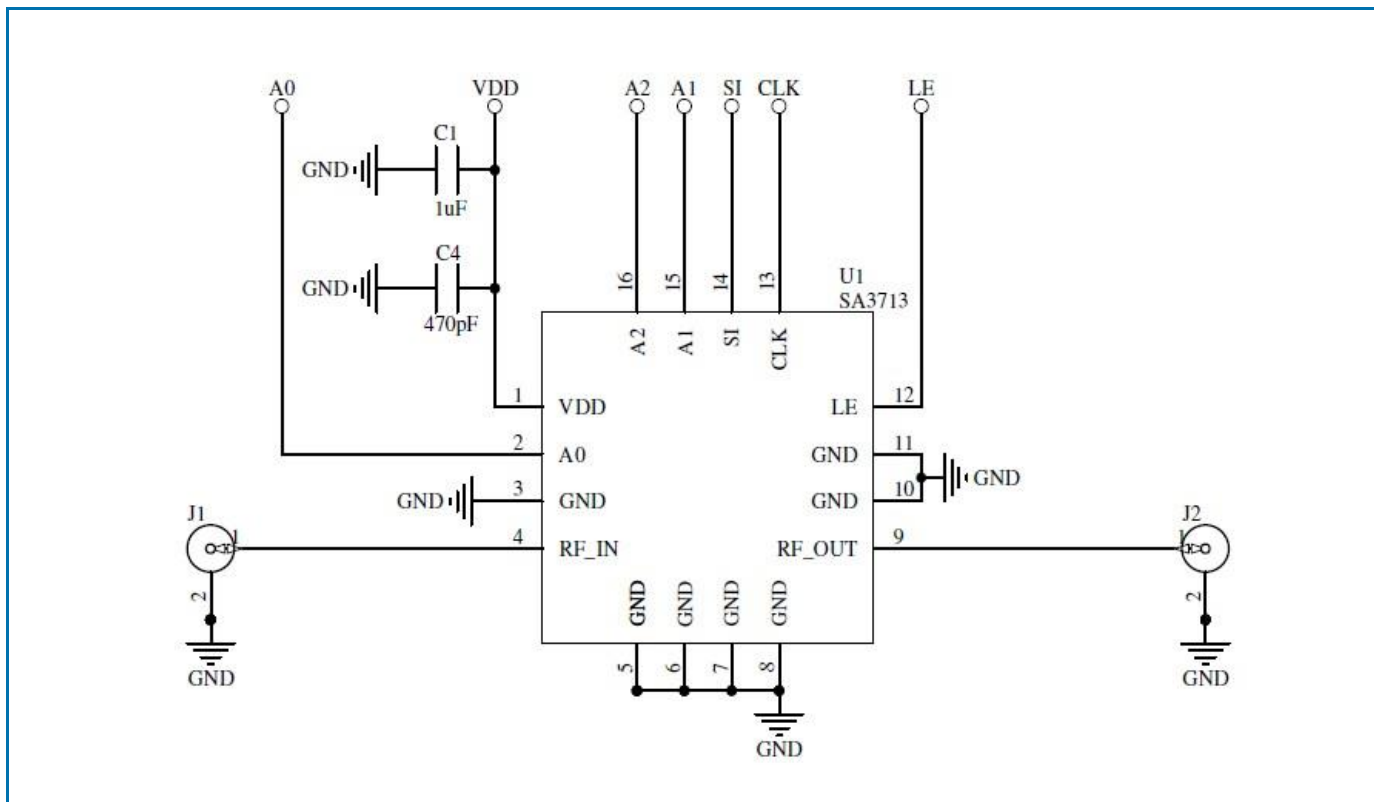 A0
VDD
A2
A1
SI
CLK
LE
C1
GND
1uF
C4
GND
470pF
16
15
14
13
U1
SA3713
A2
A1
SI
CLK
1
VDD
LE
12
2
A0
GND
11
GND
3
GND
GND
10
GND
J1
1
4
RF_IN
RF_OUT
9
J2
1
2
GND
GND
GND
GND
GND
5
6
7
8
GND
2
GND